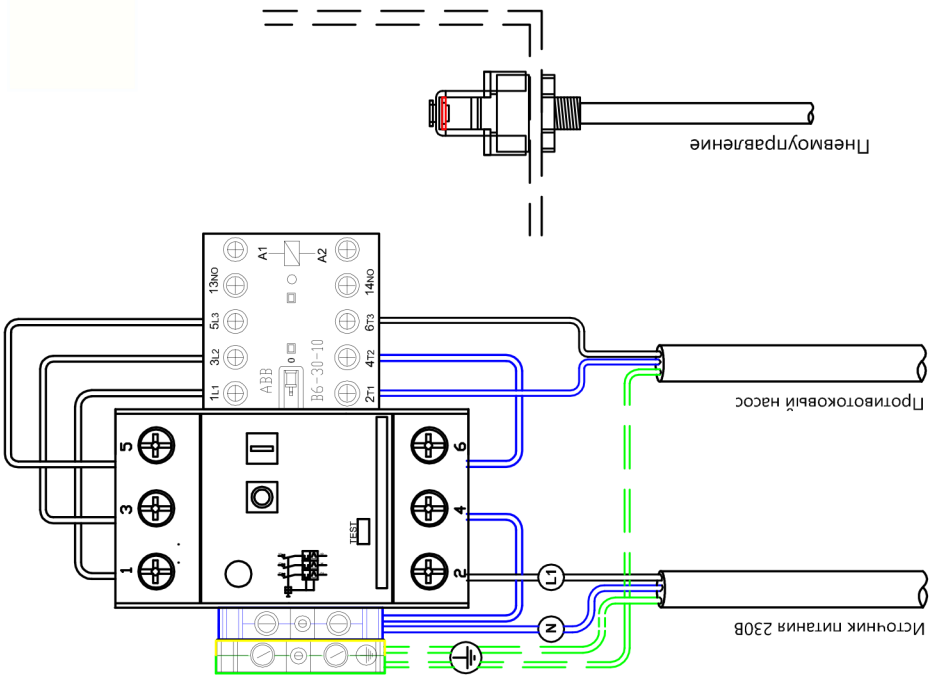 Пневмоуправление
A1
A2
13NO
14NO
5L3
6T3
3L2
4T2
1L1
2T1
ABB
B6-30-10
0
Противотоковый насос
5
6
3
4
TEST
1
2
L1
N
Источник питания 230В